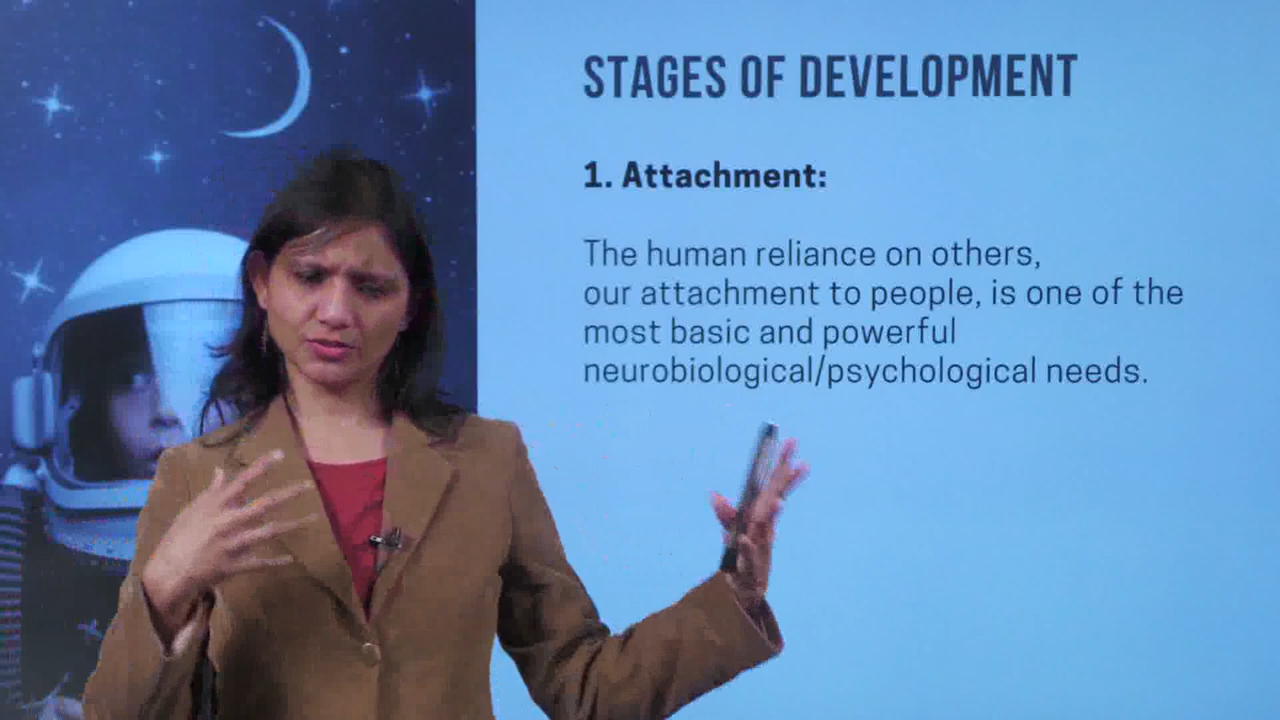 STAGES OF DEVELOPMENT
1. Attachment:
The human reliance on others,
our attachment to people, is one of the
most basic and powerful
neurobiological/psychological needs.